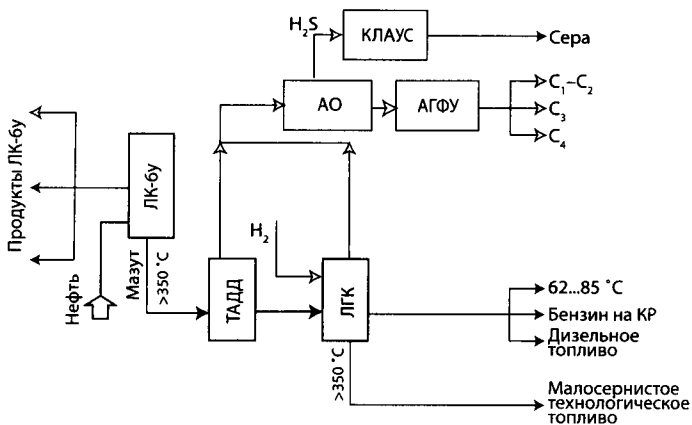 H₂S
КЛАУС
Сера
АО
АГФУ
C₁–C₂
C₃
C₄
Продукты ЛК-6у
ЛК-6у
Нефть
Мазут
>350 °C
H₂
ТАДД
ЛГК
>350 °C
62...85 °C
Бензин на КР
Дизельное
топливо
Малосернистое
технологическое
топливо